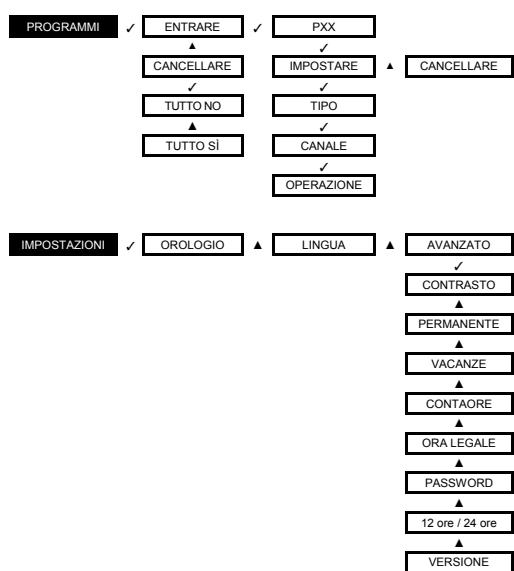 PROGRAMMI ✓ ENTRARE ✓ PXX
▲ ✓
CANCELLARE IMPOSTARE ▲ CANCELLARE
✓ ✓
TUTTO NO TIPO
▲ ✓
TUTTO SÌ CANALE
✓
OPERAZIONE
IMPOSTAZIONI ✓ OROLOGIO ▲ LINGUA ▲ AVANZATO
✓
CONTRASTO
▲
PERMANENTE
▲
VACANZE
▲
CONTAORE
▲
ORA LEGALE
▲
PASSWORD
▲
12 ore / 24 ore
▲
VERSIONE